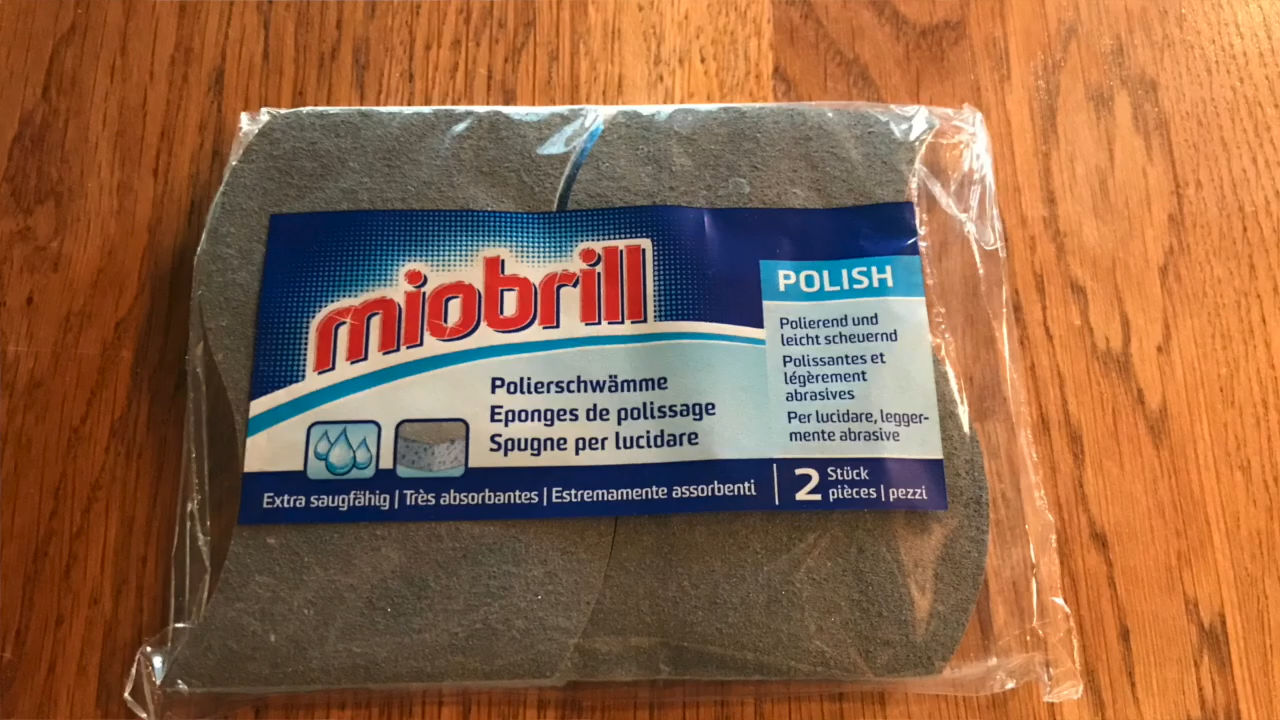 miobrill
POLISH
Polierend und
leicht scheuernd
Polissantes et
légèrement
abrasives
Per lucidare, legger-
mente abrasive
Polierschwämme
Eponges de polissage
Spugne per lucidare
Extra saugfähig | Très absorbantes | Estremamente assorbenti
2 Stück
pièces | pezzi